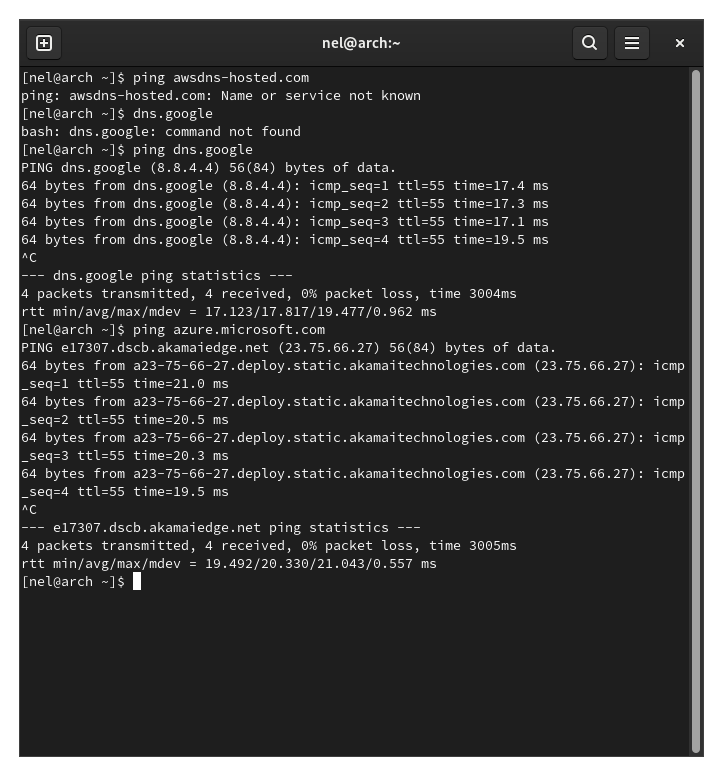 nel@arch:~
[nel@arch ~]$ ping awsdns-hosted.com
ping: awsdns-hosted.com: Name or service not known
[nel@arch ~]$ dns.google
bash: dns.google: command not found
[nel@arch ~]$ ping dns.google
PING dns.google (8.8.4.4) 56(84) bytes of data.
64 bytes from dns.google (8.8.4.4): icmp_seq=1 ttl=55 time=17.4 ms
64 bytes from dns.google (8.8.4.4): icmp_seq=2 ttl=55 time=17.3 ms
64 bytes from dns.google (8.8.4.4): icmp_seq=3 ttl=55 time=17.1 ms
64 bytes from dns.google (8.8.4.4): icmp_seq=4 ttl=55 time=19.5 ms
^C
--- dns.google ping statistics ---
4 packets transmitted, 4 received, 0% packet loss, time 3004ms
rtt min/avg/max/mdev = 17.123/17.817/19.477/0.962 ms
[nel@arch ~]$ ping azure.microsoft.com
PING e17307.dscb.akamaiedge.net (23.75.66.27) 56(84) bytes of data.
64 bytes from a23-75-66-27.deploy.static.akamaitechnologies.com (23.75.66.27): icmp
_seq=1 ttl=55 time=21.0 ms
64 bytes from a23-75-66-27.deploy.static.akamaitechnologies.com (23.75.66.27): icmp
_seq=2 ttl=55 time=20.5 ms
64 bytes from a23-75-66-27.deploy.static.akamaitechnologies.com (23.75.66.27): icmp
_seq=3 ttl=55 time=20.3 ms
64 bytes from a23-75-66-27.deploy.static.akamaitechnologies.com (23.75.66.27): icmp
_seq=4 ttl=55 time=19.5 ms
^C
--- e17307.dscb.akamaiedge.net ping statistics ---
4 packets transmitted, 4 received, 0% packet loss, time 3005ms
rtt min/avg/max/mdev = 19.492/20.330/21.043/0.557 ms
[nel@arch ~]$